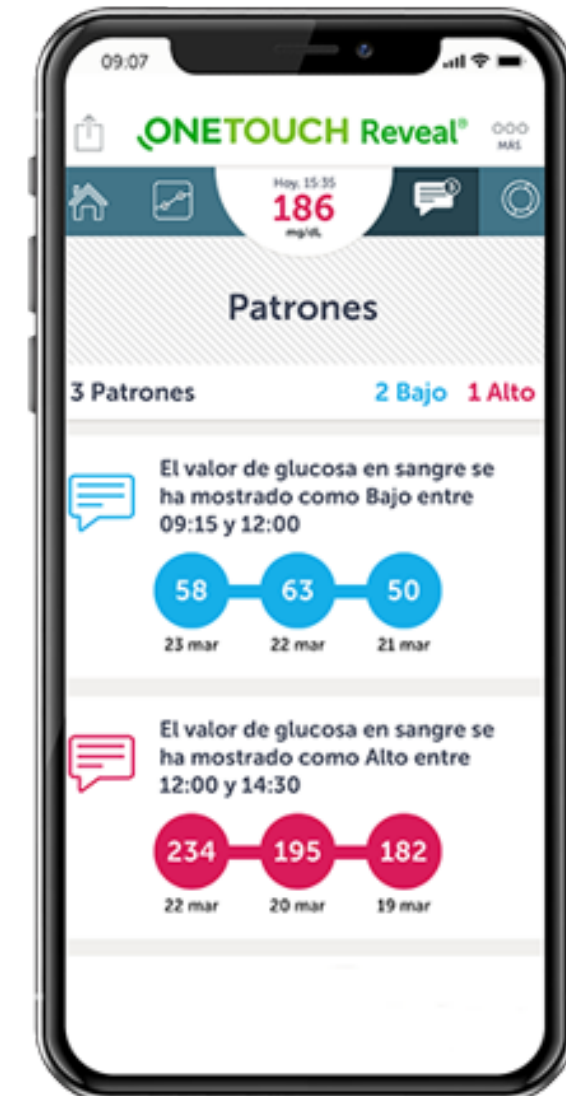 09:07
ONETOUCH Reveal®
MÁS
Hoy, 15:35
186
mg/dL
Patrones
3 Patrones 2 Bajo 1 Alto
El valor de glucosa en sangre se
ha mostrado como Bajo entre
09:15 y 12:00
58 63 50
23 mar 22 mar 21 mar
El valor de glucosa en sangre se
ha mostrado como Alto entre
12:00 y 14:30
234 195 182
22 mar 20 mar 19 mar